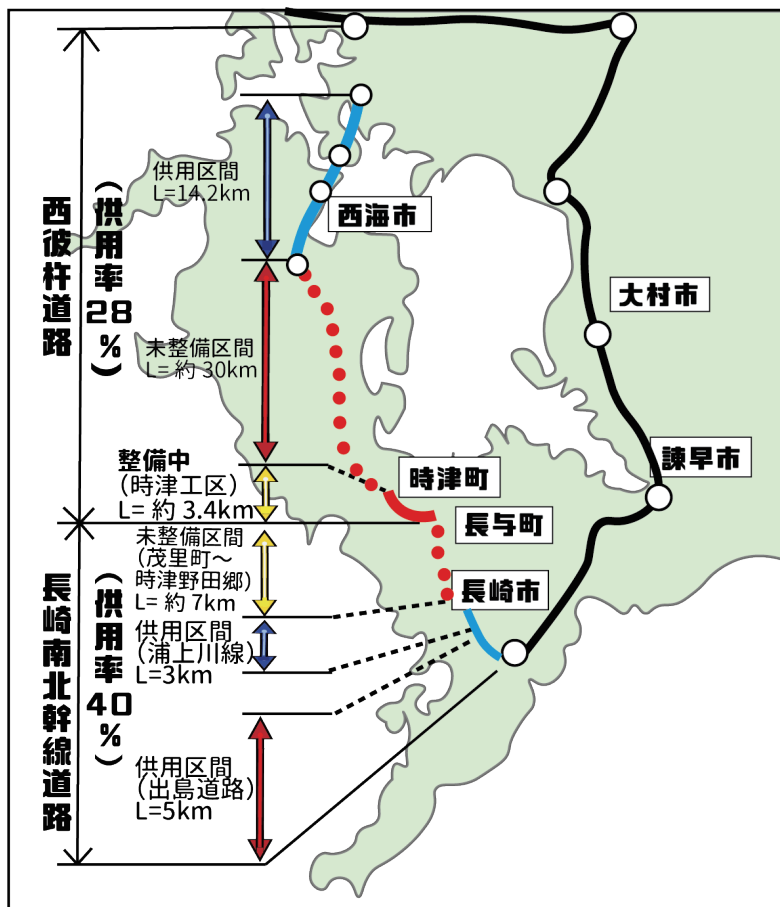 西彼杵道路
（供用率28%）
供用区間
L=14.2km
未整備区間
L= 約 30km
整備中
（時津工区）
L= 約 3.4km
長崎南北幹線道路
（供用率40%）
未整備区間
（茂里町～
時津野田郷）
L= 約 7km
供用区間
（浦上川線）
L=3km
供用区間
（出島道路）
L=5km
西海市
大村市
諫早市
時津町
長与町
長崎市